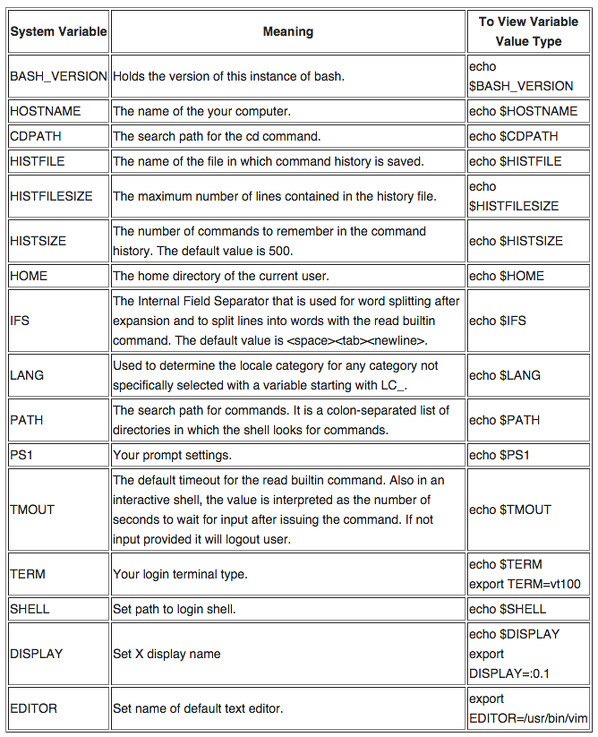 System Variable
Meaning
To View Variable
Value Type
BASH_VERSION
Holds the version of this instance of bash.
echo
$BASH_VERSION
HOSTNAME
The name of the your computer.
echo $HOSTNAME
CDPATH
The search path for the cd command.
echo $CDPATH
HISTFILE
The name of the file in which command history is saved.
echo $HISTFILE
HISTFILESIZE
The maximum number of lines contained in the history file.
echo
$HISTFILESIZE
HISTSIZE
The number of commands to remember in the command
history. The default value is 500.
echo $HISTSIZE
HOME
The home directory of the current user.
echo $HOME
IFS
The Internal Field Separator that is used for word splitting after
expansion and to split lines into words with the read builtin
command. The default value is <space><tab><newline>.
echo $IFS
LANG
Used to determine the locale category for any category not
specifically selected with a variable starting with LC_.
echo $LANG
PATH
The search path for commands. It is a colon-separated list of
directories in which the shell looks for commands.
echo $PATH
PS1
Your prompt settings.
echo $PS1
TMOUT
The default timeout for the read builtin command. Also in an
interactive shell, the value is interpreted as the number of
seconds to wait for input after issuing the command. If not
input provided it will logout user.
echo $TMOUT
TERM
Your login terminal type.
echo $TERM
export TERM=vt100
SHELL
Set path to login shell.
echo $SHELL
DISPLAY
Set X display name
echo $DISPLAY
export
DISPLAY=:0.1
EDITOR
Set name of default text editor.
export
EDITOR=/usr/bin/vim